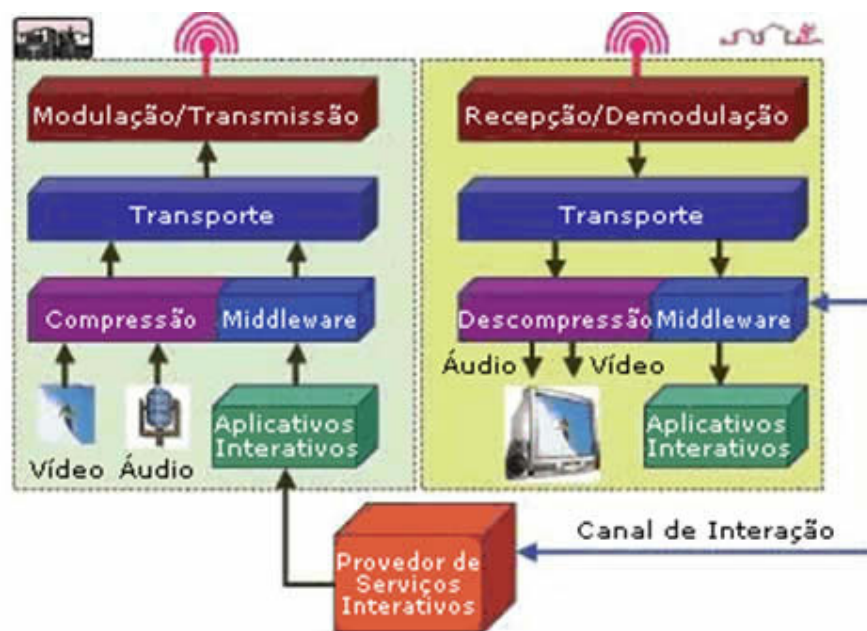 Modulação/Transmissão
Transporte
Compressão
Middleware
Vídeo
Áudio
Aplicativos
Interativos
Recepção/Demodulação
Transporte
Descompressão
Middleware
Áudio
Vídeo
Aplicativos
Interativos
Canal de Interação
Provedor de
Serviços
Interativos